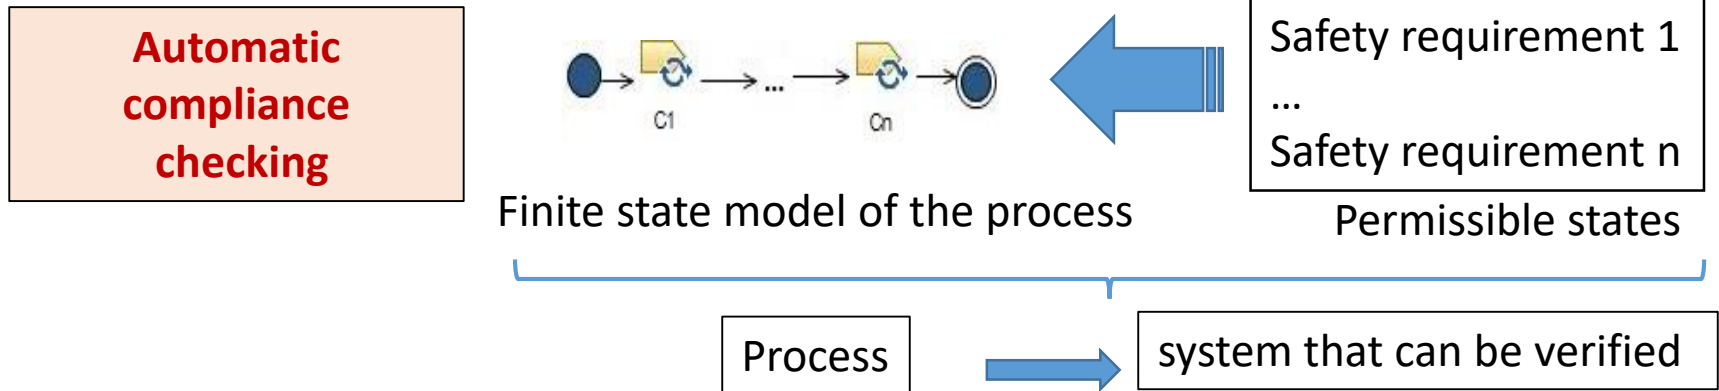 Automatic
compliance
checking
...
C1
Cn
Finite state model of the process
Safety requirement 1
...
Safety requirement n
Permissible states
Process
system that can be verified